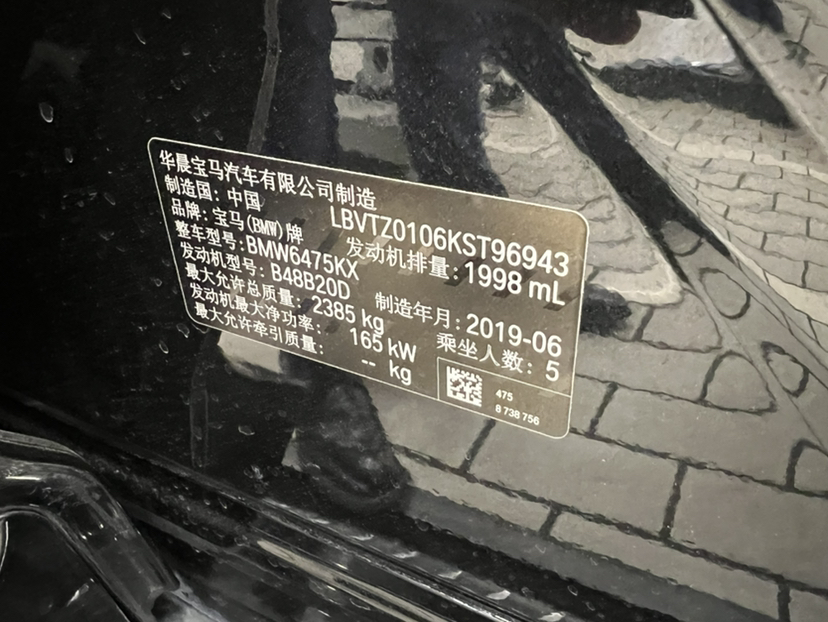 华晨宝马汽车有限公司制造
制造国: 中国 LBVTZ0106KST96943
品牌: 宝马(BMW)牌 发动机排量: 1998 mL
整车型号: BMW6475KX
发动机型号: B48B20D 制造年月: 2019-06
最大允许总质量: 2385 kg 乘坐人数: 5
发动机最大净功率: 165 kW
最大允许牵引质量: -- kg
475
8 738 756